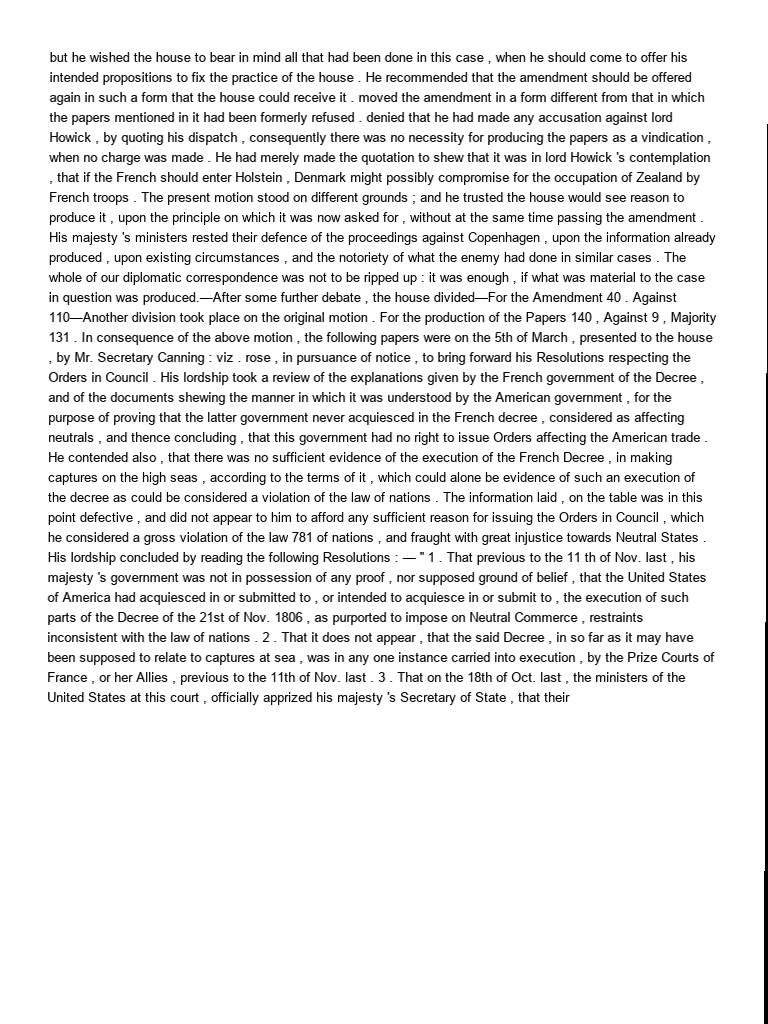 but he wished the house to bear in mind all that had been done in this case , when he should come to offer his
intended propositions to fix the practice of the house . He recommended that the amendment should be offered
again in such a form that the house could receive it . moved the amendment in a form different from that in which
the papers mentioned in it had been formerly refused . denied that he had made any accusation against lord
Howick , by quoting his dispatch , consequently there was no necessity for producing the papers as a vindication ,
when no charge was made . He had merely made the quotation to shew that it was in lord Howick 's contemplation
, that if the French should enter Holstein , Denmark might possibly compromise for the occupation of Zealand by
French troops . The present motion stood on different grounds ; and he trusted the house would see reason to
produce it , upon the principle on which it was now asked for , without at the same time passing the amendment .
His majesty 's ministers rested their defence of the proceedings against Copenhagen , upon the information already
produced , upon existing circumstances , and the notoriety of what the enemy had done in similar cases . The
whole of our diplomatic correspondence was not to be ripped up : it was enough , if what was material to the case
in question was produced.—After some further debate , the house divided—For the Amendment 40 . Against
110—Another division took place on the original motion . For the production of the Papers 140 , Against 9 , Majority
131 . In consequence of the above motion , the following papers were on the 5th of March , presented to the house
, by Mr. Secretary Canning : viz . rose , in pursuance of notice , to bring forward his Resolutions respecting the
Orders in Council . His lordship took a review of the explanations given by the French government of the Decree ,
and of the documents shewing the manner in which it was understood by the American government , for the
purpose of proving that the latter government never acquiesced in the French decree , considered as affecting
neutrals , and thence concluding , that this government had no right to issue Orders affecting the American trade .
He contended also , that there was no sufficient evidence of the execution of the French Decree , in making
captures on the high seas , according to the terms of it , which could alone be evidence of such an execution of
the decree as could be considered a violation of the law of nations . The information laid , on the table was in this
point defective , and did not appear to him to afford any sufficient reason for issuing the Orders in Council , which
he considered a gross violation of the law 781 of nations , and fraught with great injustice towards Neutral States .
His lordship concluded by reading the following Resolutions : — " 1 . That previous to the 11 th of Nov. last , his
majesty 's government was not in possession of any proof , nor supposed ground of belief , that the United States
of America had acquiesced in or submitted to , or intended to acquiesce in or submit to , the execution of such
parts of the Decree of the 21st of Nov. 1806 , as purported to impose on Neutral Commerce , restraints
inconsistent with the law of nations . 2 . That it does not appear , that the said Decree , in so far as it may have
been supposed to relate to captures at sea , was in any one instance carried into execution , by the Prize Courts of
France , or her Allies , previous to the 11th of Nov. last . 3 . That on the 18th of Oct. last , the ministers of the
United States at this court , officially apprized his majesty 's Secretary of State , that their